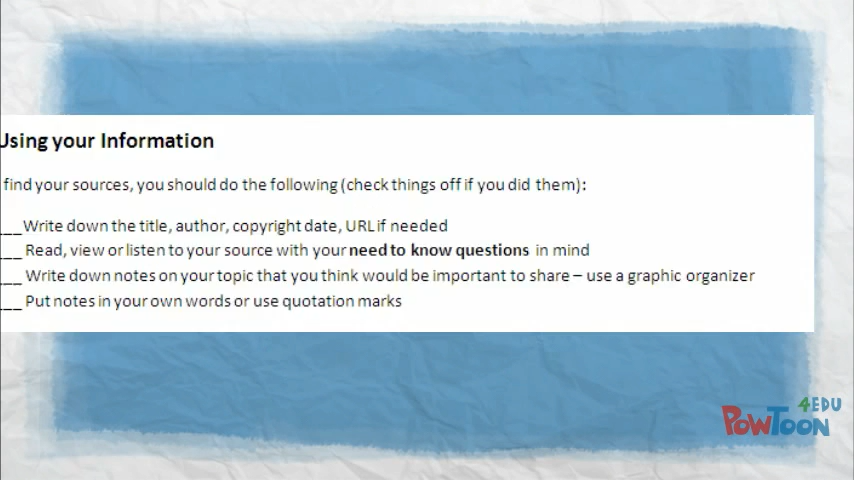 Using your Information
find your sources, you should do the following (check things off if you did them):
___ Write down the title, author, copyright date, URL if needed
___ Read, view or listen to your source with your need to know questions in mind
___ Write down notes on your topic that you think would be important to share – use a graphic organizer
___ Put notes in your own words or use quotation marks
4EDU
POWTOON